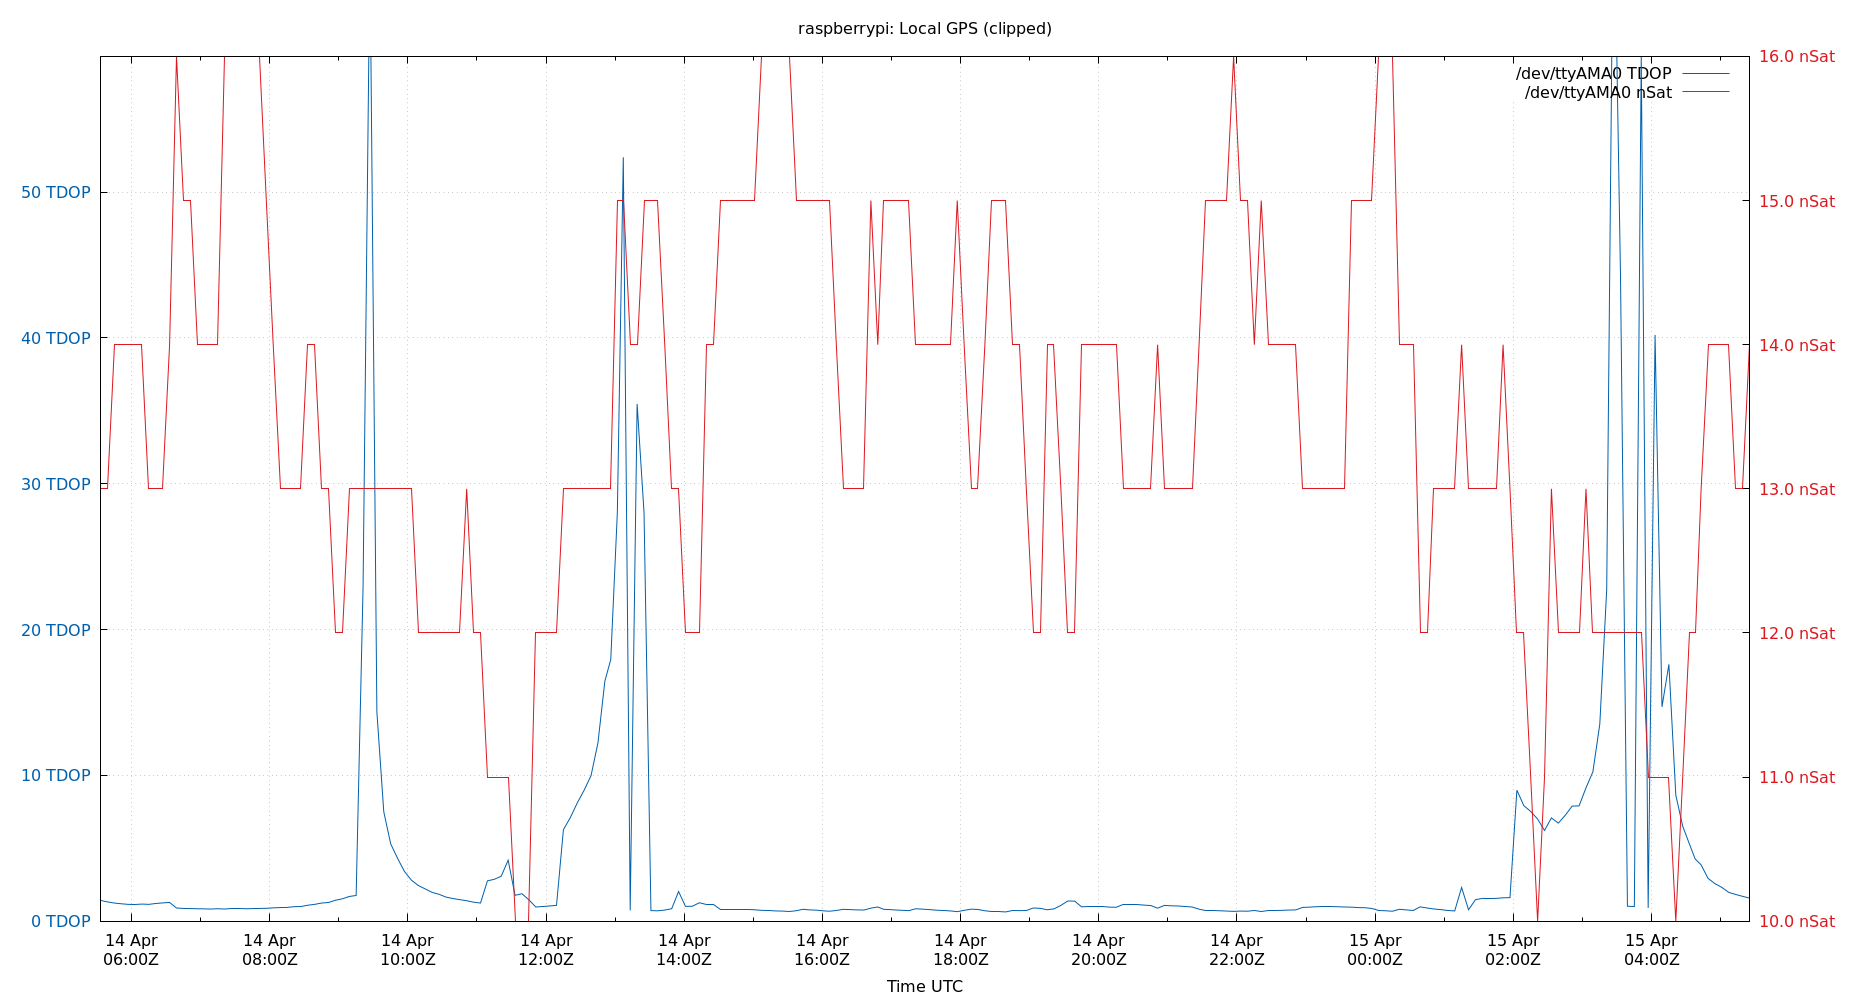 raspberrypi: Local GPS (clipped)
16.0 nSat
/dev/ttyAMA0 TDOP
/dev/ttyAMA0 nSat
50 TDOP
15.0 nSat
40 TDOP
14.0 nSat
30 TDOP
13.0 nSat
20 TDOP
12.0 nSat
10 TDOP
11.0 nSat
0 TDOP
10.0 nSat
14 Apr
06:00Z
14 Apr
08:00Z
14 Apr
10:00Z
14 Apr
12:00Z
14 Apr
14:00Z
14 Apr
16:00Z
14 Apr
18:00Z
14 Apr
20:00Z
14 Apr
22:00Z
15 Apr
00:00Z
15 Apr
02:00Z
15 Apr
04:00Z
Time UTC